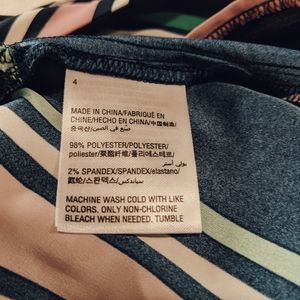 4
MADE IN CHINA/FABRIQUÉ EN
CHINE/HECHO EN CHINA/中国制造/
중국산/صنع في الصين
98% POLYESTER/POLYESTER/
poliester/聚酯纤维/폴리에스테르/
بولي أستر
2% SPANDEX/SPANDEX/elastano/
氨纶/스판덱스/سباندكس
MACHINE WASH COLD WITH LIKE
COLORS. ONLY NON-CHLORINE
BLEACH WHEN NEEDED. TUMBLE